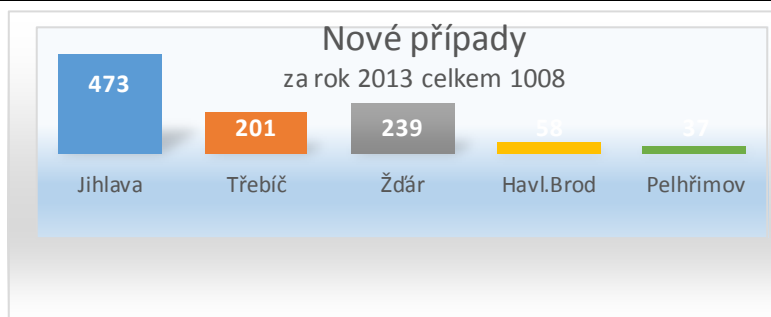 Nové případy
za rok 2013 celkem 1008
473
201
239
58
37
Jihlava
Třebíč
Žďár
Havl.Brod
Pelhřimov